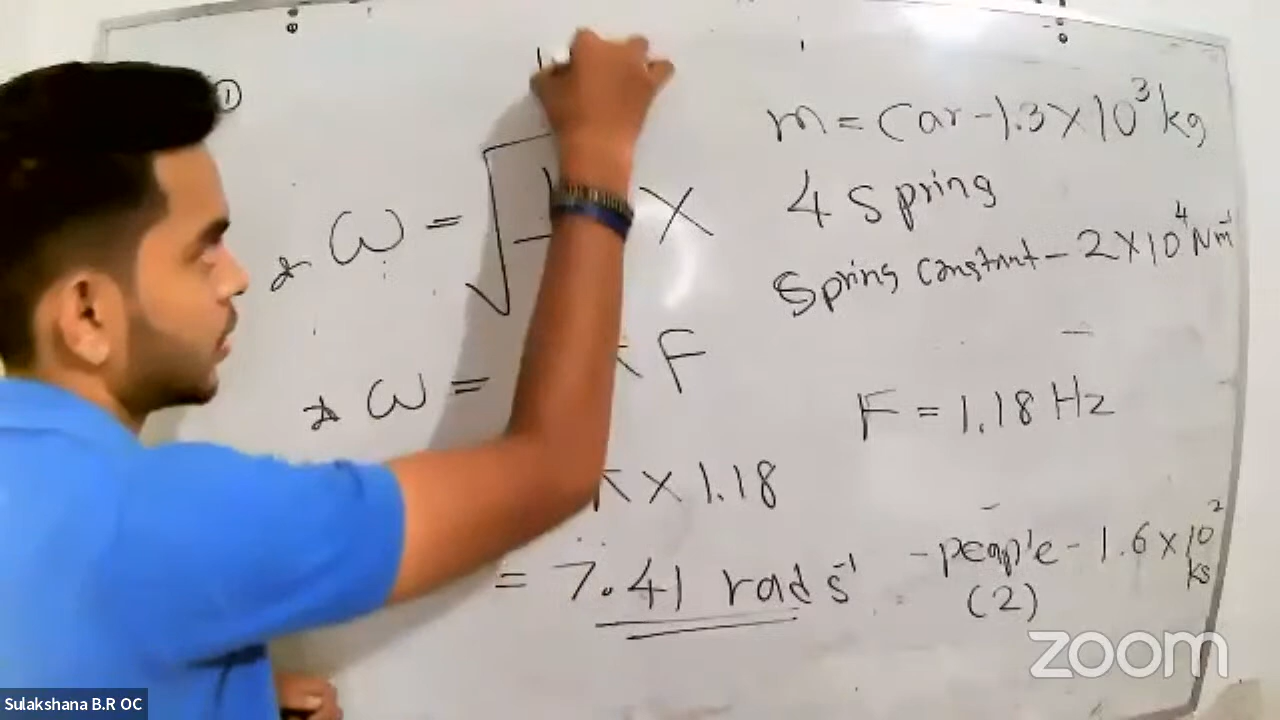 ①
m = Car - 1.3 × 10³ kg
4 Spring
Spring constant - 2 × 10⁴ Nm⁻¹
* ω = √ ×
* ω = F
F = 1.18 Hz
× 1.18
= 7.41 rad s⁻¹
- people - 1.6 × 10² kg
(2)
zoom
Sulakshana B.R OC